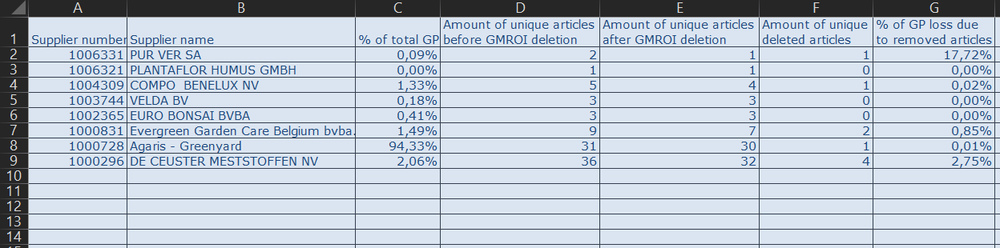 A B C D E F G
Amount of unique articles Amount of unique articles Amount of unique % of GP loss due
1 Supplier number Supplier name % of total GP before GMROI deletion after GMROI deletion deleted articles to removed articles
2 1006331 PUR VER SA 0,09% 2 1 1 17,72%
3 1006321 PLANTAFLOR HUMUS GMBH 0,00% 1 1 0 0,00%
4 1004309 COMPO  BENELUX NV 1,33% 5 4 1 0,02%
5 1003744 VELDA BV 0,18% 3 3 0 0,00%
6 1002365 EURO BONSAI BVBA 0,41% 3 3 0 0,00%
7 1000831 Evergreen Garden Care Belgium bvba. 1,49% 9 7 2 0,85%
8 1000728 Agaris - Greenyard 94,33% 31 30 1 0,01%
9 1000296 DE CEUSTER MESTSTOFFEN NV 2,06% 36 32 4 2,75%
10
11
12
13
14